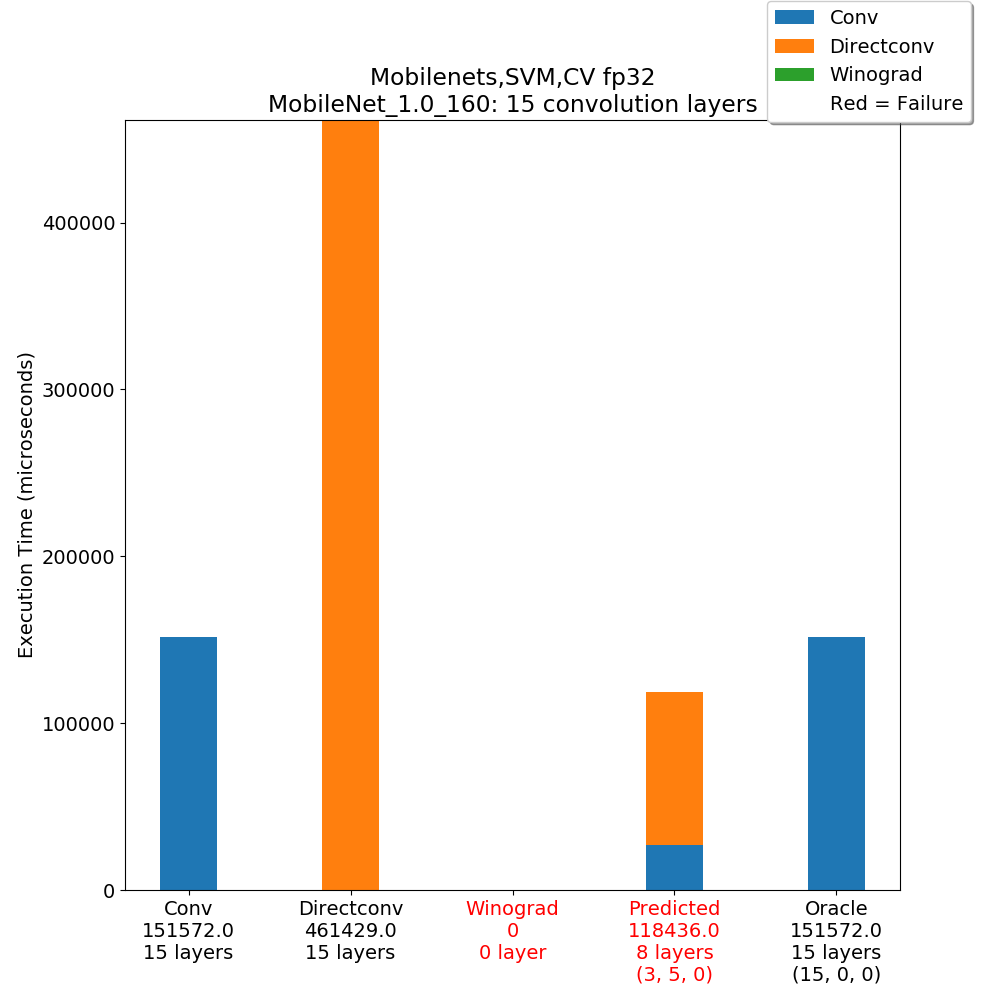 Conv
Directconv
Winograd
Red = Failure
Mobilenets,SVM,CV fp32
MobileNet_1.0_160: 15 convolution layers
Execution Time (microseconds)
400000
300000
200000
100000
0
Conv
151572.0
15 layers
Directconv
461429.0
15 layers
Winograd
0
0 layer
Predicted
118436.0
8 layers
(3, 5, 0)
Oracle
151572.0
15 layers
(15, 0, 0)